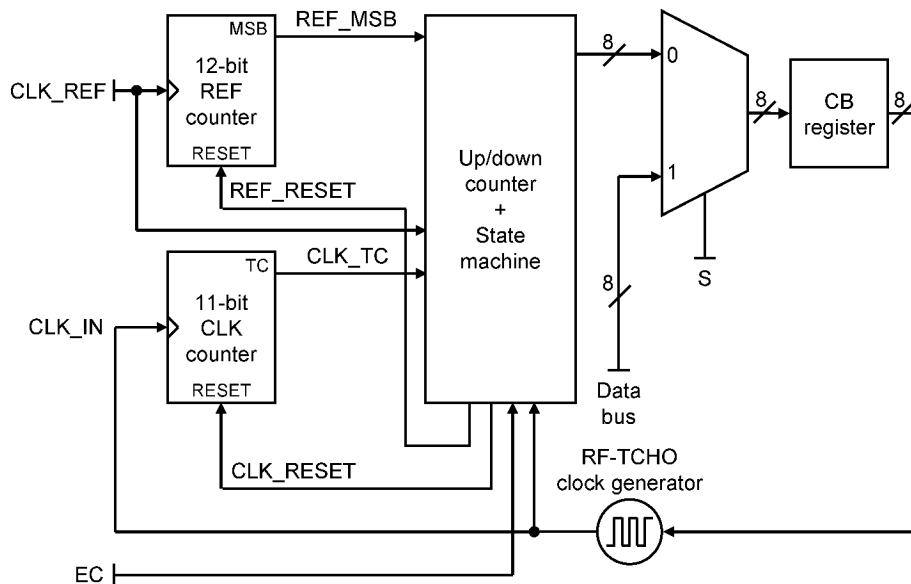 MSB
REF_MSB
12-bit
REF
counter
RESET
CLK_REF
REF_RESET
TC
CLK_TC
11-bit
CLK
counter
RESET
CLK_IN
CLK_RESET
EC
Up/down
counter
+
State
machine
8
0
1
8
S
8
Data
bus
CB
register
8
RF-TCHO
clock generator